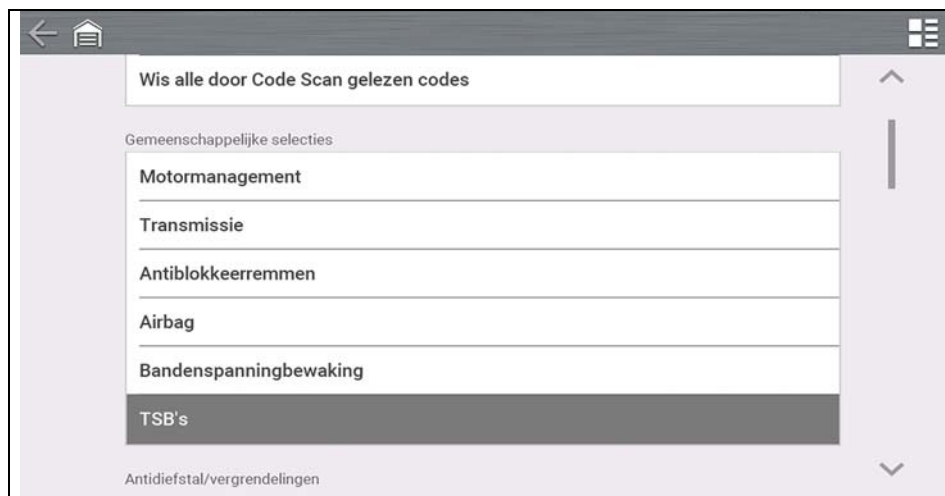 Wis alle door Code Scan gelezen codes
Gemeenschappelijke selecties
Motormanagement
Transmissie
Antiblokkeerremmen
Airbag
Bandenspanningbewaking
TSB's
Antidiefstal/vergrendelingen